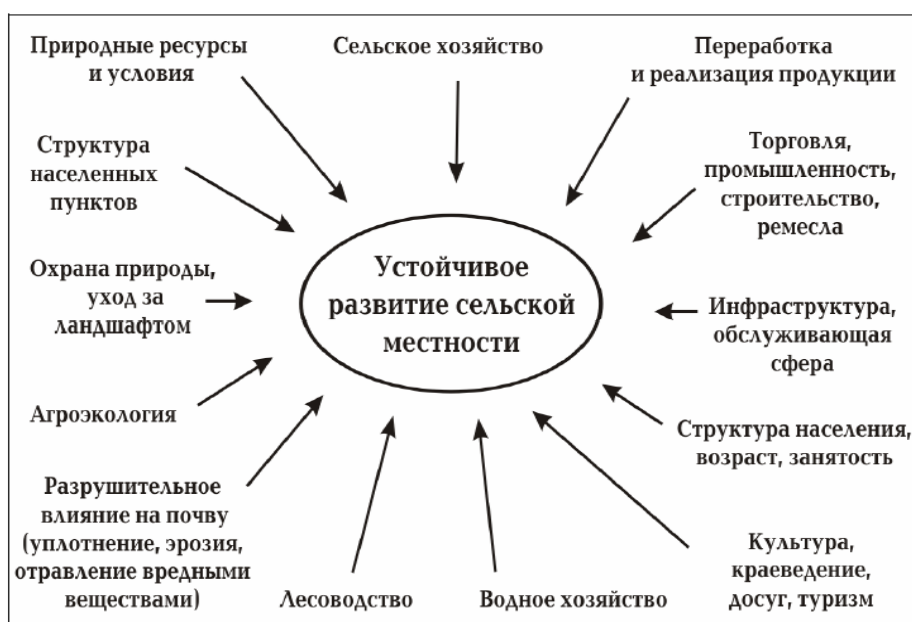 Природные ресурсы
и условия
Сельское хозяйство
Переработка
и реализация продукции
Структура
населенных
пунктов
Торговля,
промышленность,
строительство,
ремесла
Охрана природы,
уход за
ландшафтом
Устойчивое
развитие сельской
местности
Инфраструктура,
обслуживающая
сфера
Агроэкология
Структура населения,
возраст, занятость
Разрушительное
влияние на почву
(уплотнение, эрозия,
отравление вредными
веществами)
Лесоводство
Водное хозяйство
Культура,
краеведение,
досуг, туризм